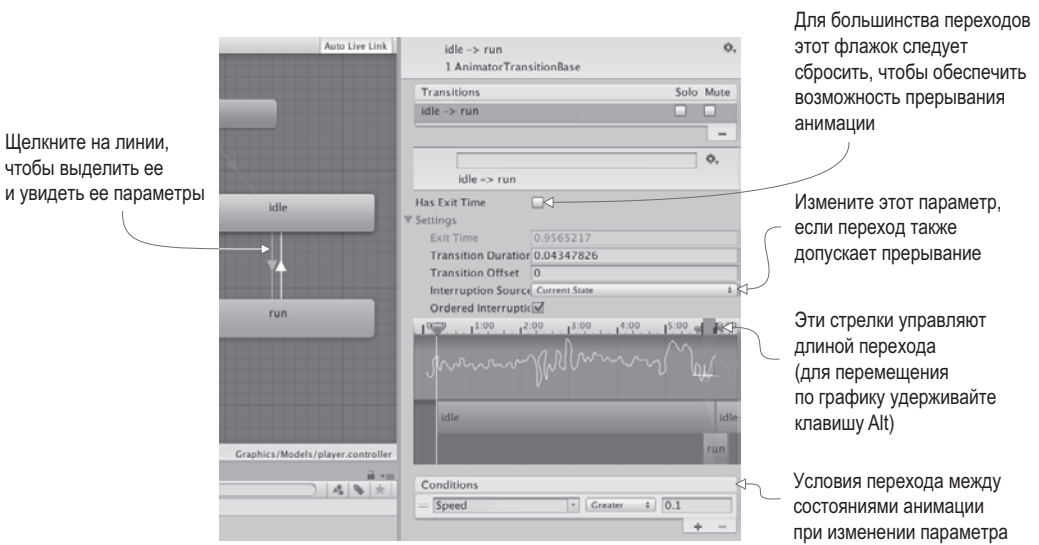 Для большинства переходов
этот флажок следует
сбросить, чтобы обеспечить
возможность прерывания
анимации
Щелкните на линии,
чтобы выделить ее
и увидеть ее параметры
Auto Live Link
idle
run
Graphics/Models/player.controller
idle -> run
1 AnimatorTransitionBase
Transitions Solo Mute
idle -> run
idle -> run
Has Exit Time
Settings
Exit Time 0.9565217
Transition Duration 0.04347826
Transition Offset 0
Interruption Source Current State
Ordered Interruptio
0:00 1:00 2:00 3:00 4:00 5:00
idle idle
run
Conditions
Speed Greater 0.1
Измените этот параметр,
если переход также
допускает прерывание
Эти стрелки управляют
длиной перехода
(для перемещения
по графику удерживайте
клавишу Alt)
Условия перехода между
состояниями анимации
при изменении параметра